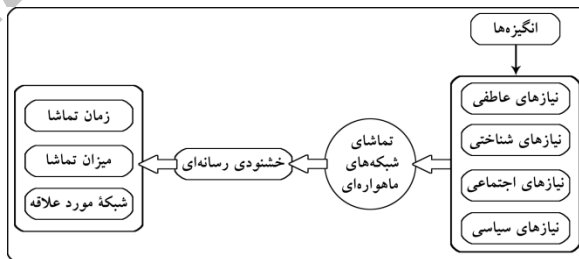 انگیزه‌ها
نیازهای عاطفی
نیازهای شناختی
نیازهای اجتماعی
نیازهای سیاسی
تماشای
شبکه‌های
ماهواره‌ای
خشنودی رسانه‌ای
زمان تماشا
میزان تماشا
شبکۀ مورد علاقه